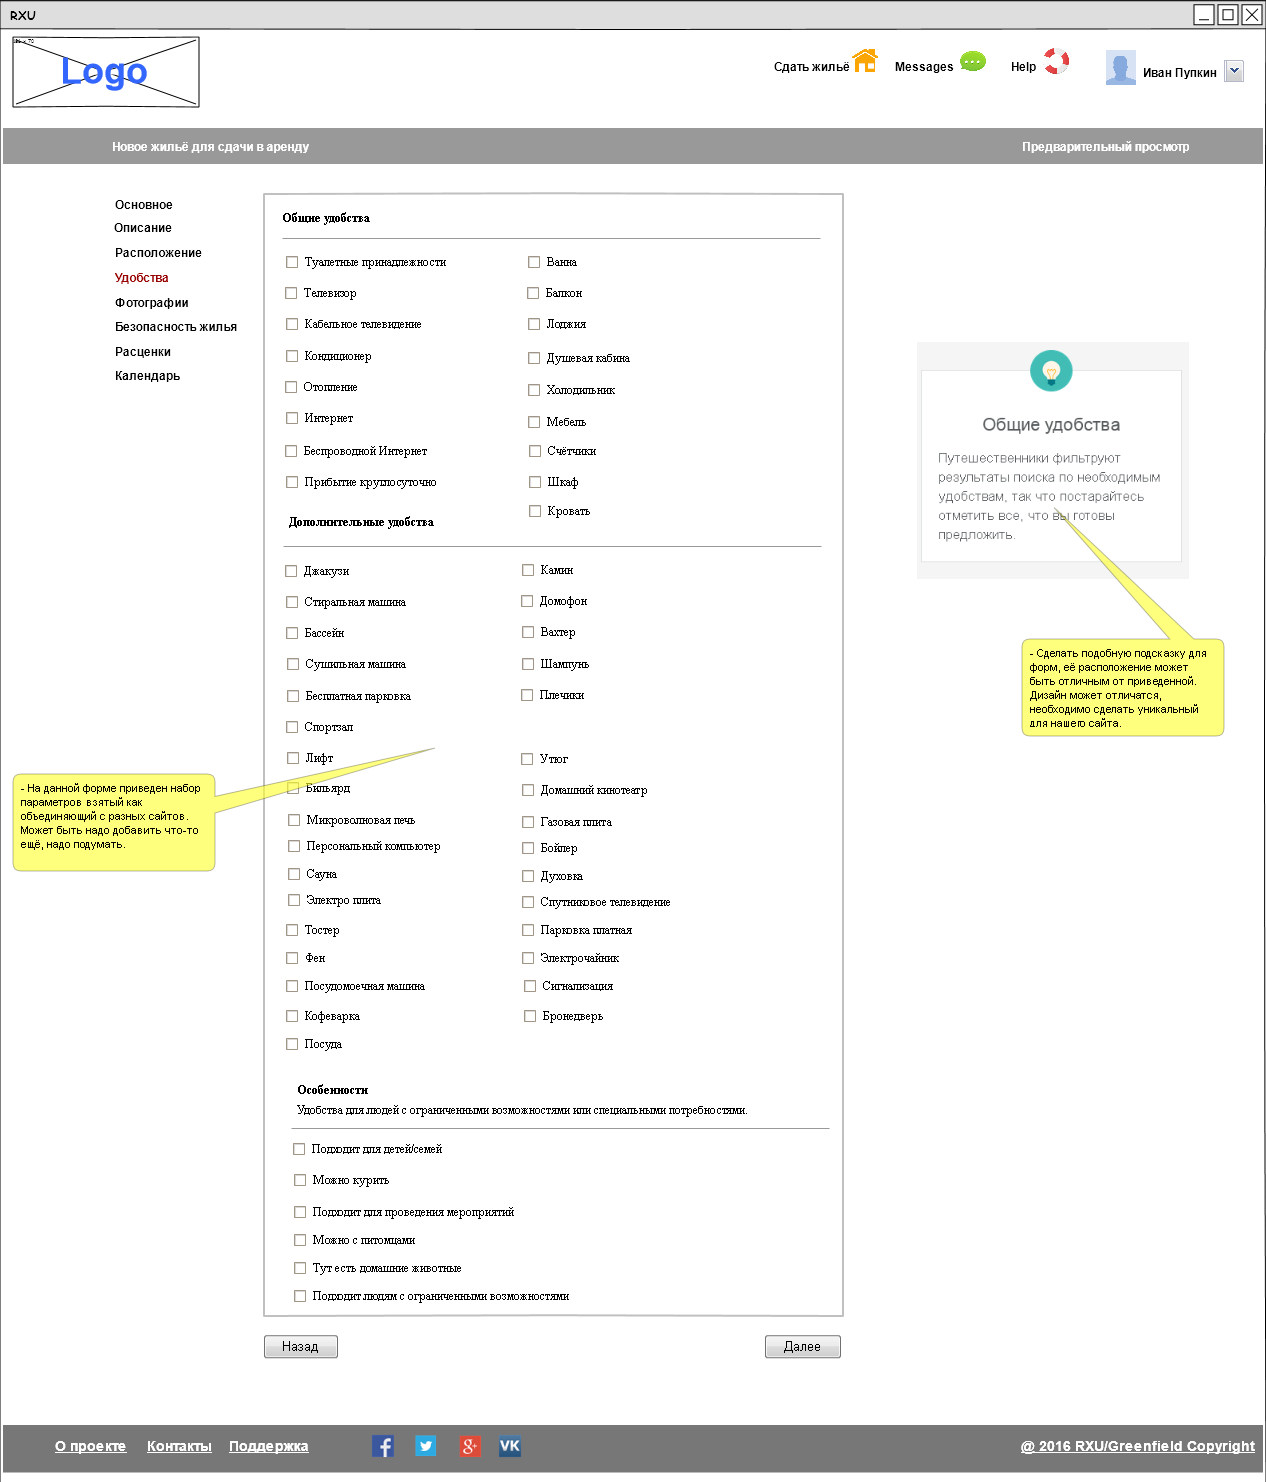 RXU
Logo
Сдать жильё
Messages
Help
Иван Пупкин
Новое жильё для сдачи в аренду
Предварительный просмотр
Основное
Описание
Расположение
Удобства
Фотографии
Безопасность жилья
Расценки
Календарь
Общие удобства
Туалетные принадлежности
Ванна
Телевизор
Балкон
Кабельное телевидение
Лоджия
Кондиционер
Душевая кабина
Отопление
Холодильник
Интернет
Мебель
Беспроводной Интернет
Счётчики
Прибытие круглосуточно
Шкаф
Кровать
Дополнительные удобства
Джакузи
Камин
Стиральная машина
Домофон
Бассейн
Вахтер
Сушильная машина
Шампунь
Бесплатная парковка
Плечики
Спортзал
Лифт
Утюг
Бильярд
Домашний кинотеатр
Микроволновая печь
Газовая плита
Персональный компьютер
Бойлер
Сауна
Духовка
Электро плита
Спутниковое телевидение
Тостер
Парковка платная
Фен
Электрочайник
Посудомоечная машина
Сигнализация
Кофеварка
Бронедверь
Посуда
Особенности
Удобства для людей с ограниченными возможностями или специальными потребностями.
Подходит для детей/семей
Можно курить
Подходит для проведения мероприятий
Можно с питомцами
Тут есть домашние животные
Подходит людям с ограниченными возможностями
Общие удобства
Путешественники фильтруют
результаты поиска по необходимым
удобствам, так что постарайтесь
отметить все, что вы готовы
предложить.
- Сделать подобную подсказку для
форм, её расположение может
быть отличным от приведенной.
Дизайн может отличатся,
необходимо сделать уникальный
для нашего сайта.
- На данной форме приведен набор
параметров взятый как
объединяющий с разных сайтов.
Может быть надо добавить что-то
ещё, надо подумать.
Назад
Далее
О проекте
Контакты
Поддержка
f
g+
VK
@ 2016 RXU/Greenfield Copyright